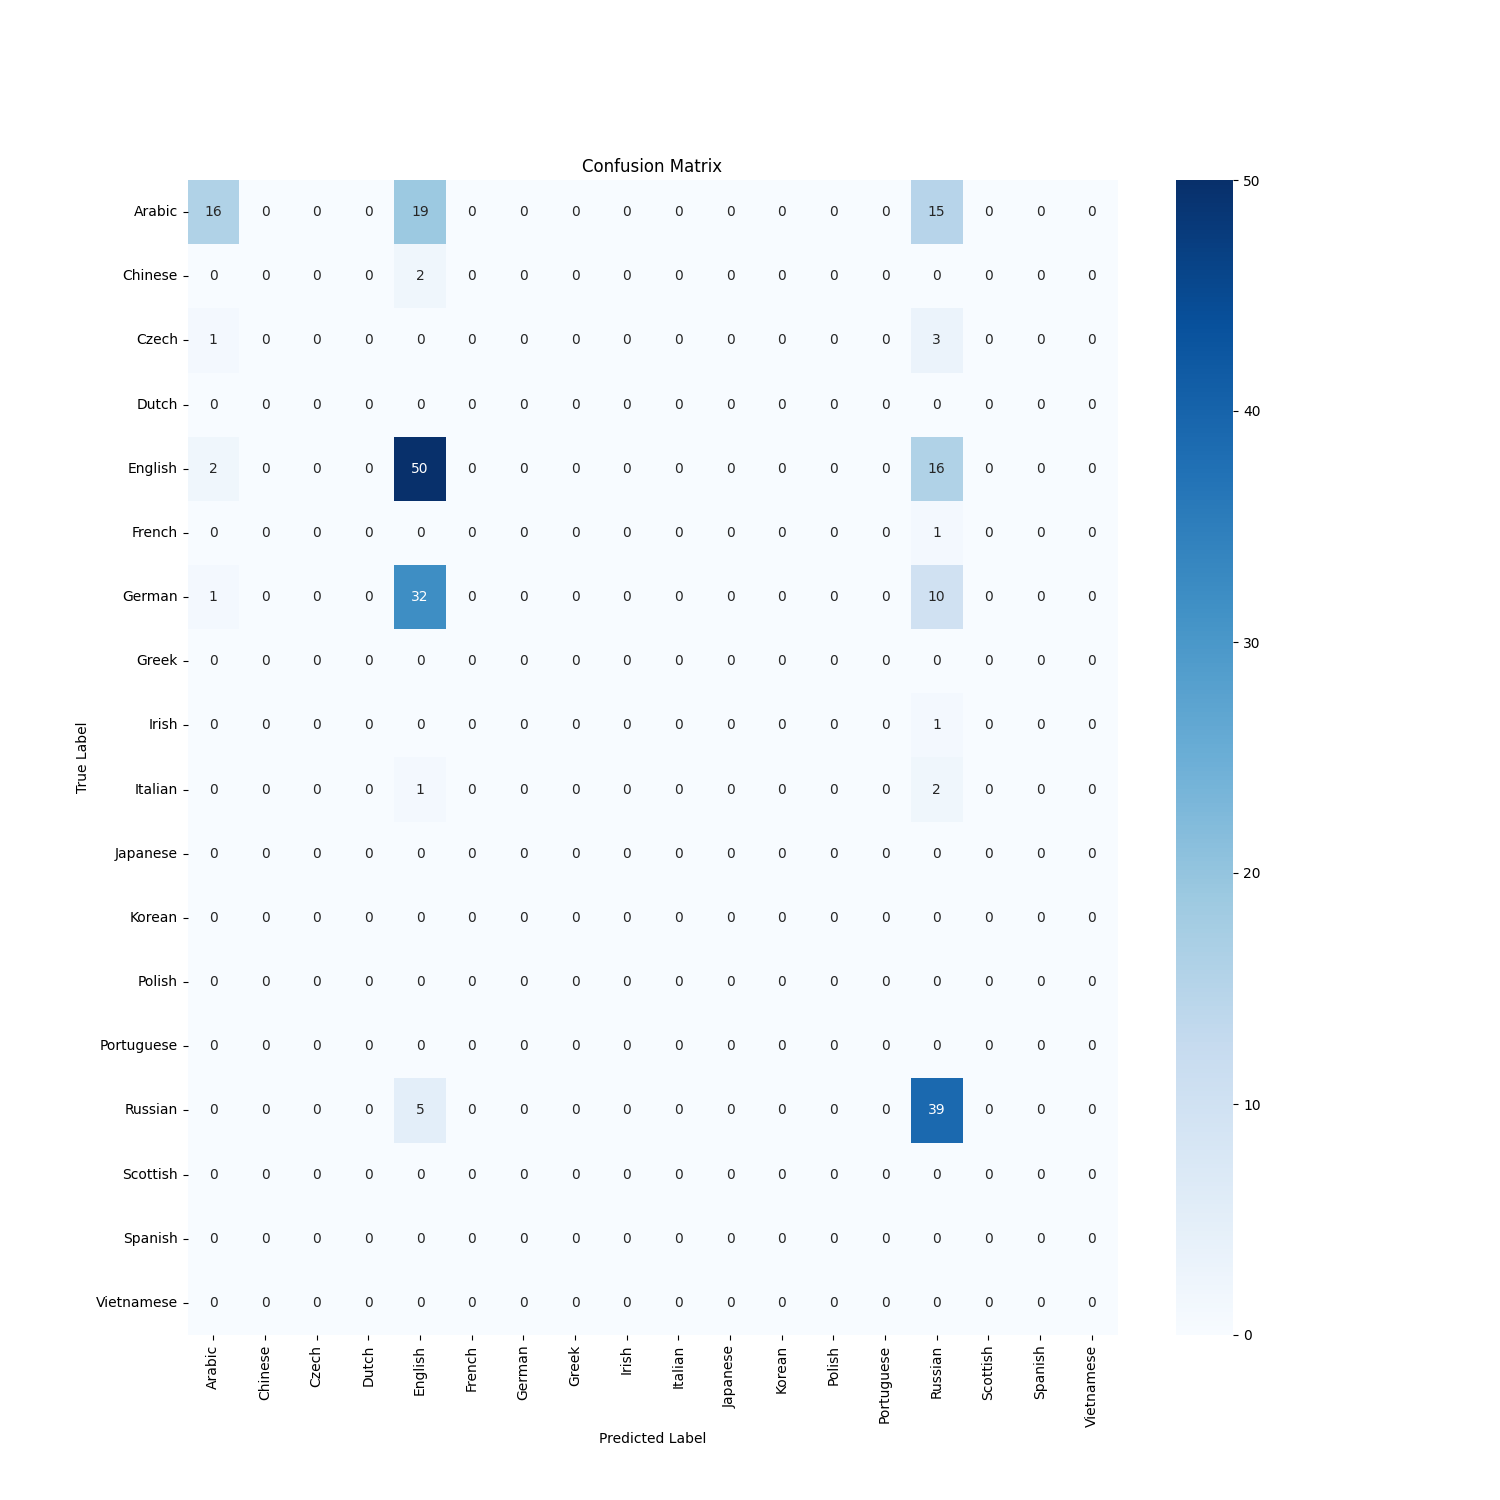 Confusion Matrix
Arabic 16 0 0 0 19 0 0 0 0 0 0 0 0 0 15 0 0 0
Chinese 0 0 0 0 2 0 0 0 0 0 0 0 0 0 0 0 0 0
Czech 1 0 0 0 0 0 0 0 0 0 0 0 0 0 3 0 0 0
Dutch 0 0 0 0 0 0 0 0 0 0 0 0 0 0 0 0 0 0
English 2 0 0 0 50 0 0 0 0 0 0 0 0 0 16 0 0 0
French 0 0 0 0 0 0 0 0 0 0 0 0 0 0 1 0 0 0
German 1 0 0 0 32 0 0 0 0 0 0 0 0 0 10 0 0 0
Greek 0 0 0 0 0 0 0 0 0 0 0 0 0 0 0 0 0 0
Irish 0 0 0 0 0 0 0 0 0 0 0 0 0 0 1 0 0 0
Italian 0 0 0 0 1 0 0 0 0 0 0 0 0 0 2 0 0 0
Japanese 0 0 0 0 0 0 0 0 0 0 0 0 0 0 0 0 0 0
Korean 0 0 0 0 0 0 0 0 0 0 0 0 0 0 0 0 0 0
Polish 0 0 0 0 0 0 0 0 0 0 0 0 0 0 0 0 0 0
Portuguese 0 0 0 0 0 0 0 0 0 0 0 0 0 0 0 0 0 0
Russian 0 0 0 0 5 0 0 0 0 0 0 0 0 0 39 0 0 0
Scottish 0 0 0 0 0 0 0 0 0 0 0 0 0 0 0 0 0 0
Spanish 0 0 0 0 0 0 0 0 0 0 0 0 0 0 0 0 0 0
Vietnamese 0 0 0 0 0 0 0 0 0 0 0 0 0 0 0 0 0 0
True Label
Arabic Chinese Czech Dutch English French German Greek Irish Italian Japanese Korean Polish Portuguese Russian Scottish Spanish Vietnamese
Predicted Label
50
40
30
20
10
0